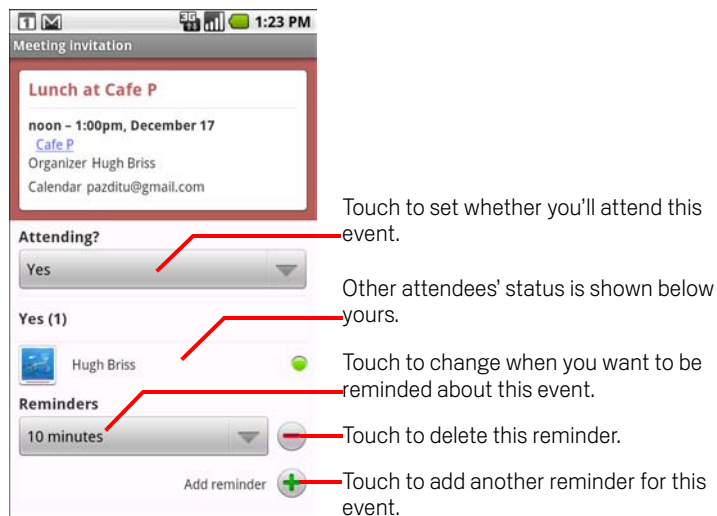 1 3G 1:23 PM
Meeting invitation
Lunch at Cafe P
noon – 1:00pm, December 17
Cafe P
Organizer Hugh Briss
Calendar pazditu@gmail.com
Attending?
Yes
Yes (1)
Hugh Briss
Reminders
10 minutes
Add reminder
Touch to set whether you'll attend this
event.
Other attendees' status is shown below
yours.
Touch to change when you want to be
reminded about this event.
Touch to delete this reminder.
Touch to add another reminder for this
event.